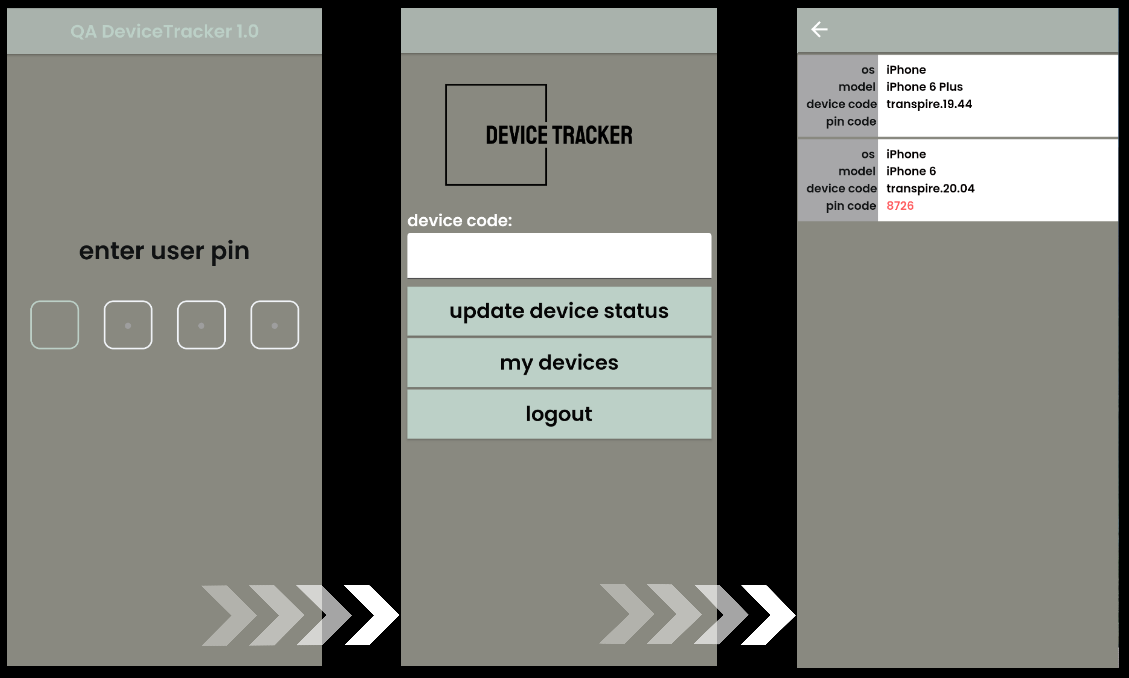 QA DeviceTracker 1.0
enter user pin
DEVICE TRACKER
device code:
update device status
my devices
logout
os iPhone
model iPhone 6 Plus
device code transpire.19.44
pin code
os iPhone
model iPhone 6
device code transpire.20.04
pin code 8726